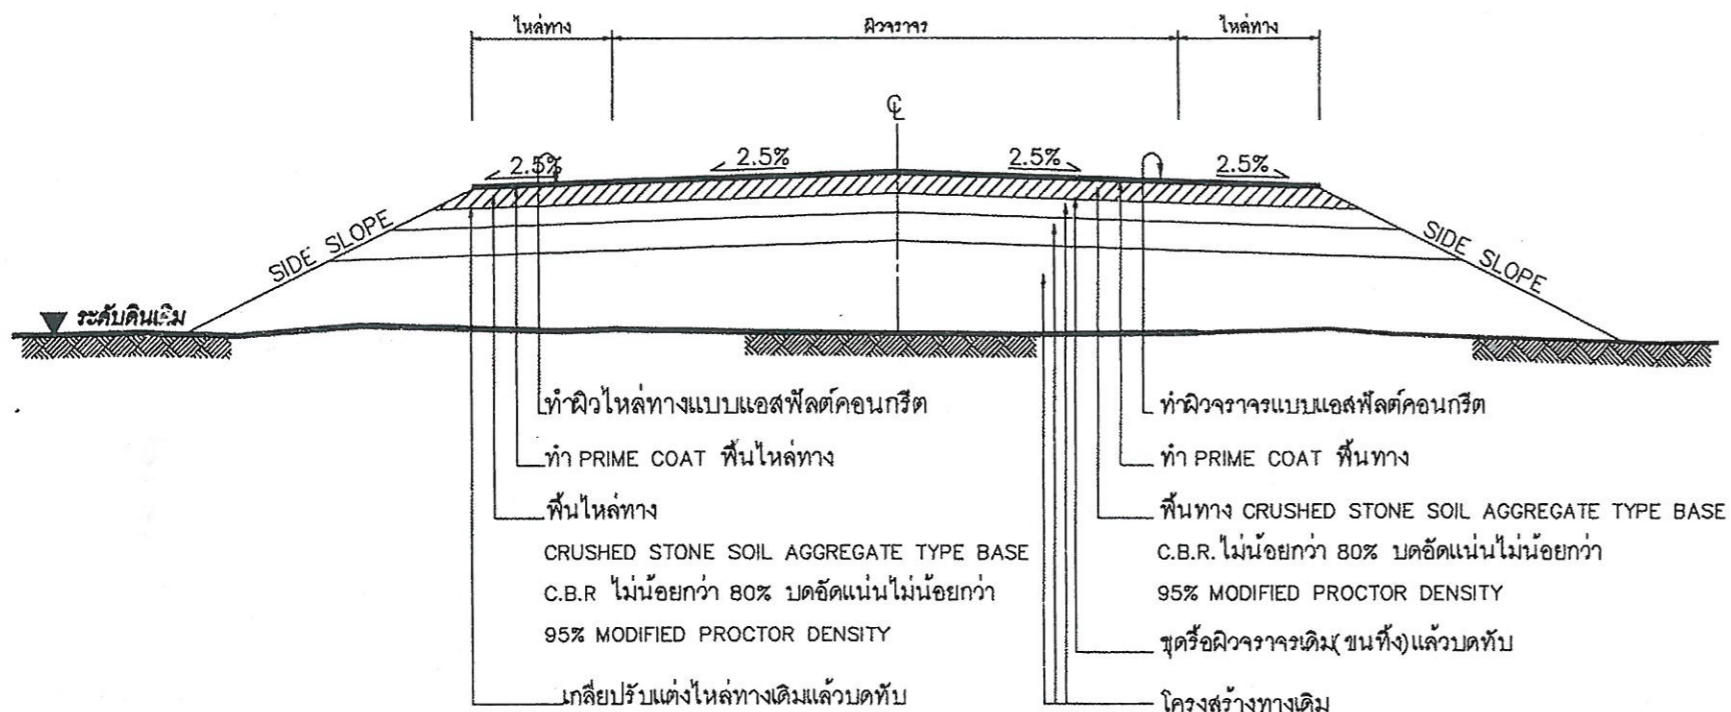 ไหล่ทาง ผิวจราจร ไหล่ทาง
℄
2.5% 2.5% 2.5% 2.5%
SIDE SLOPE SIDE SLOPE
ระดับดินเดิม
ทำผิวไหล่ทางแบบแอสฟัลต์คอนกรีต
ทำ PRIME COAT พื้นไหล่ทาง
พื้นไหล่ทาง
CRUSHED STONE SOIL AGGREGATE TYPE BASE
C.B.R ไม่น้อยกว่า 80% บดอัดแน่นไม่น้อยกว่า
95% MODIFIED PROCTOR DENSITY
เกลี่ยปรับแต่งไหล่ทางเดิมแล้วบดทับ
ทำผิวจราจรแบบแอสฟัลต์คอนกรีต
ทำ PRIME COAT พื้นทาง
พื้นทาง CRUSHED STONE SOIL AGGREGATE TYPE BASE
C.B.R. ไม่น้อยกว่า 80% บดอัดแน่นไม่น้อยกว่า
95% MODIFIED PROCTOR DENSITY
ขุดรื้อผิวจราจรเดิม(ขนทิ้ง)แล้วบดทับ
โครงสร้างทางเดิม